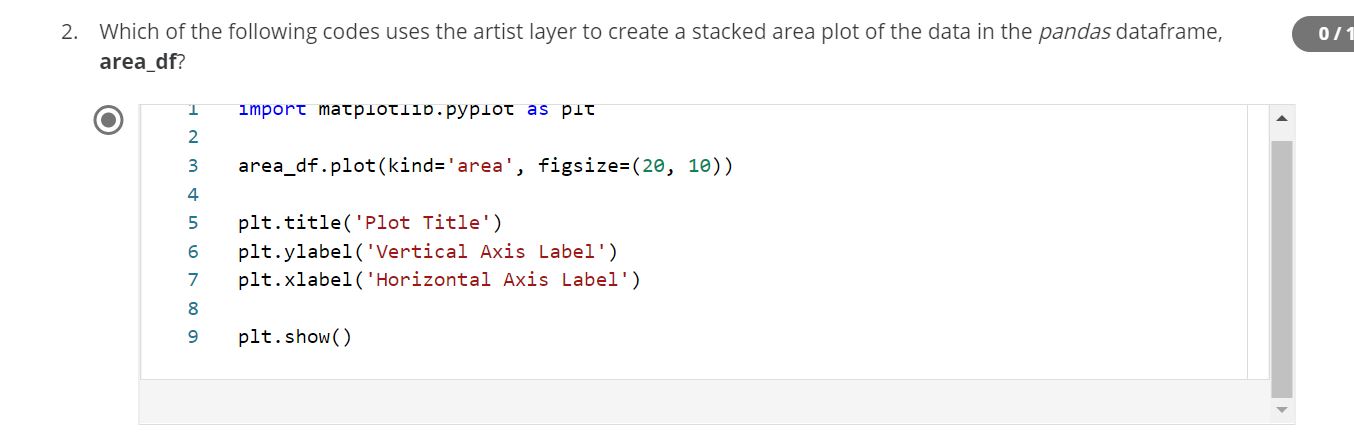 2. Which of the following codes uses the artist layer to create a stacked area plot of the data in the pandas dataframe,
0 / 1
area_df?
1 import matplotlib.pyplot as plt
2
3 area_df.plot(kind='area', figsize=(20, 10))
4
5 plt.title('Plot Title')
6 plt.ylabel('Vertical Axis Label')
7 plt.xlabel('Horizontal Axis Label')
8
9 plt.show()